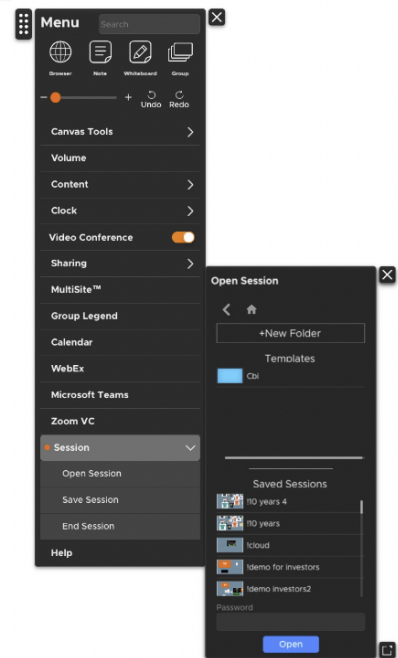 Menu
Search
Browser
Note
Whiteboard
Group
Undo
Redo
Canvas Tools
Volume
Content
Clock
Video Conference
Sharing
MultiSite™
Group Legend
Calendar
WebEx
Microsoft Teams
Zoom VC
Session
Open Session
Save Session
End Session
Help
Open Session
+New Folder
Templates
Cbi
Saved Sessions
!10 years 4
!10 years
!cloud
!demo for investors
!demo investors2
Password
Open